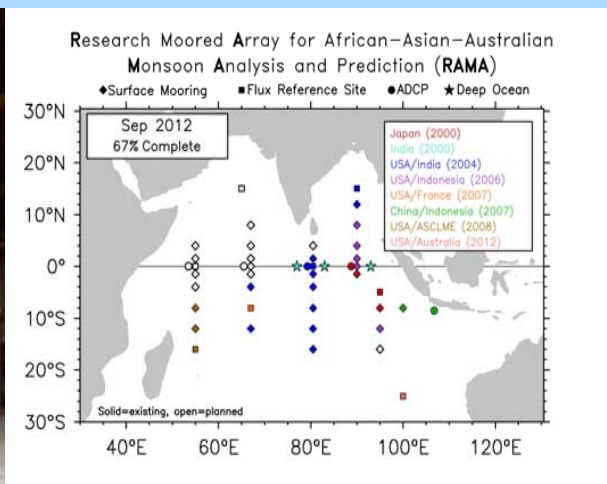 Research Moored Array for African-Asian-Australian
Monsoon Analysis and Prediction (RAMA)
Surface Mooring Flux Reference Site ADCP Deep Ocean
30°N
Sep 2012
67% Complete
Japan (2000)
India (2000)
USA/India (2004)
USA/Indonesia (2006)
USA/France (2007)
China/Indonesia (2007)
USA/ASCLME (2008)
USA/Australia (2012)
20°N
10°N
0°
10°S
20°S
30°S
Solid=existing, open=planned
40°E 60°E 80°E 100°E 120°E